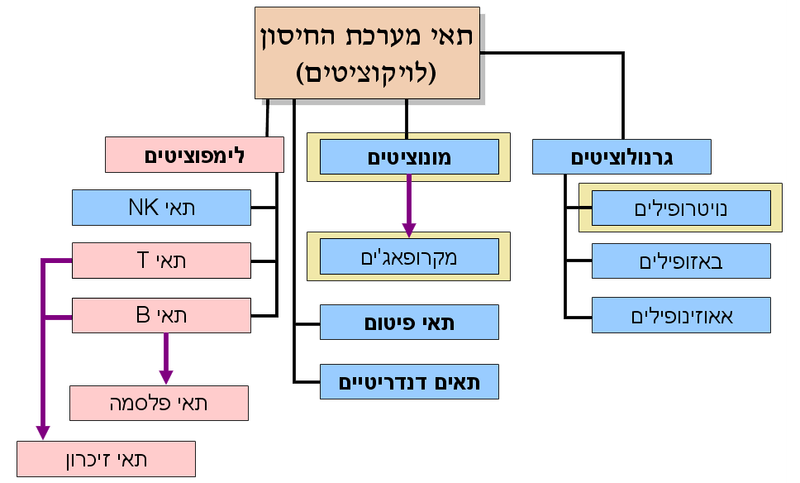 תאי מערכת החיסון
(לויקוציטים)
גרנולוציטים
נויטרופילים
באזופילים
אאוזינופילים
מונוציטים
מקרופאג'ים
תאי פיטום
תאים דנדריטיים
לימפוציטים
תאי NK
תאי T
תאי B
תאי פלסמה
תאי זיכרון